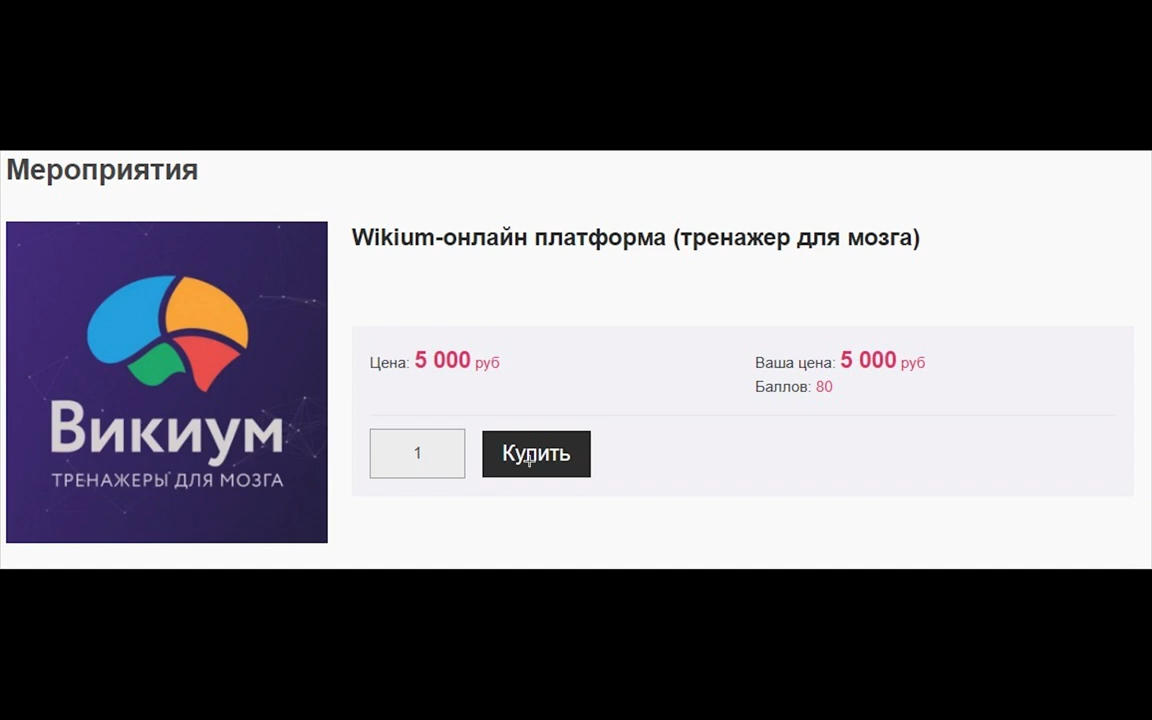 Мероприятия
Викиум
ТРЕНАЖЕРЫ ДЛЯ МОЗГА
Wikium-онлайн платформа (тренажер для мозга)
Цена: 5 000 руб
Ваша цена: 5 000 руб
Баллов: 80
1
Купить